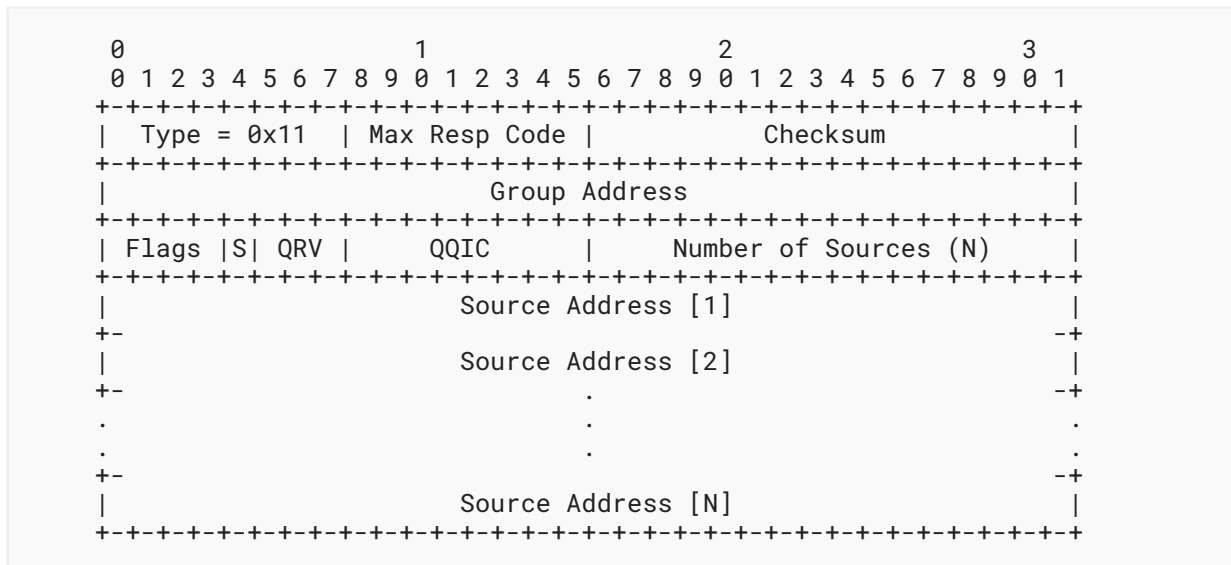 0                   1                   2                   3
 0 1 2 3 4 5 6 7 8 9 0 1 2 3 4 5 6 7 8 9 0 1 2 3 4 5 6 7 8 9 0 1
+-+-+-+-+-+-+-+-+-+-+-+-+-+-+-+-+-+-+-+-+-+-+-+-+-+-+-+-+-+-+-+-+
|  Type = 0x11  | Max Resp Code |           Checksum            |
+-+-+-+-+-+-+-+-+-+-+-+-+-+-+-+-+-+-+-+-+-+-+-+-+-+-+-+-+-+-+-+-+
|                         Group Address                         |
+-+-+-+-+-+-+-+-+-+-+-+-+-+-+-+-+-+-+-+-+-+-+-+-+-+-+-+-+-+-+-+-+
| Flags |S| QRV |     QQIC      |     Number of Sources (N)     |
+-+-+-+-+-+-+-+-+-+-+-+-+-+-+-+-+-+-+-+-+-+-+-+-+-+-+-+-+-+-+-+-+
|                       Source Address [1]                      |
+-                                                             -+
|                       Source Address [2]                      |
+-                              .                              -+
.                               .                               .
.                               .                               .
+-                                                             -+
|                       Source Address [N]                      |
+-+-+-+-+-+-+-+-+-+-+-+-+-+-+-+-+-+-+-+-+-+-+-+-+-+-+-+-+-+-+-+-+